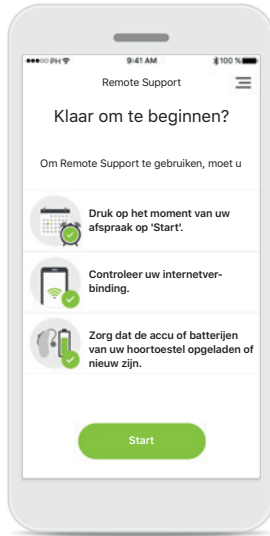 ●●●○○ PH 9:41 AM 100 %
Remote Support
Klaar om te beginnen?
Om Remote Support te gebruiken, moet u
Druk op het moment van uw
afspraak op 'Start'.
Controleer uw internetver-
binding.
Zorg dat de accu of batterijen
van uw hoortoestel opgeladen of
nieuw zijn.
Start